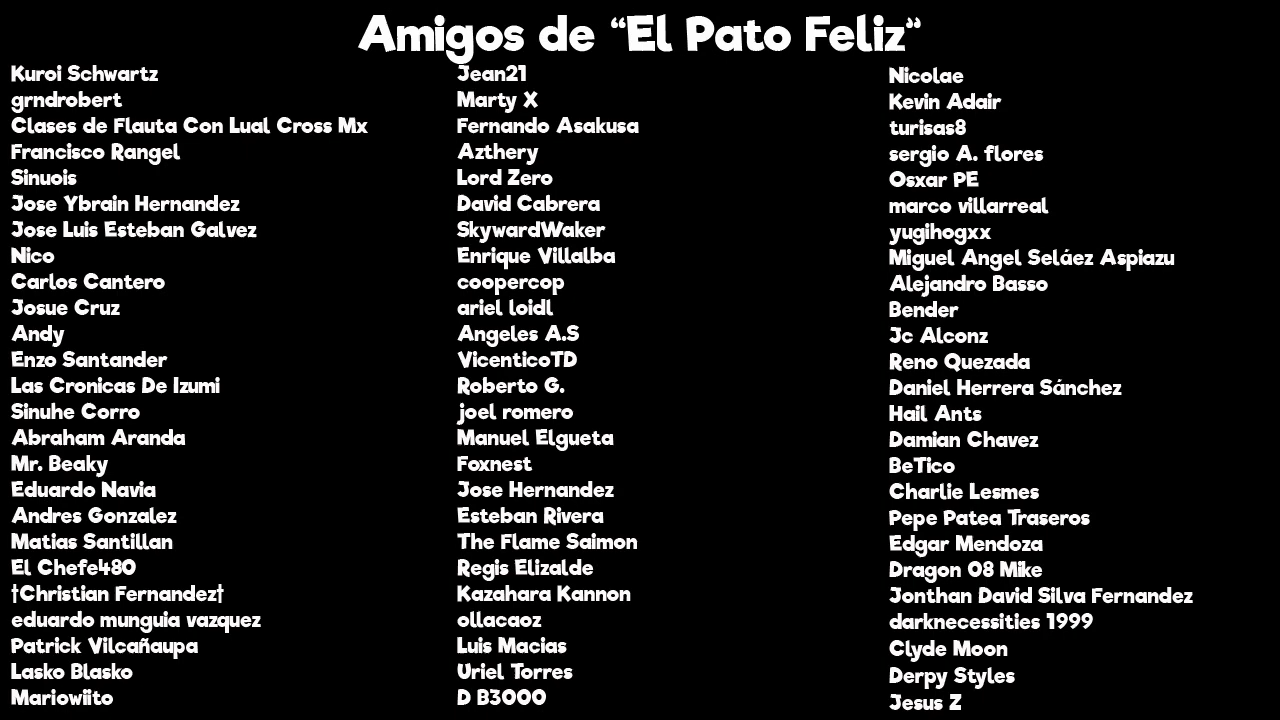 Amigos de “El Pato Feliz”
Kuroi Schwartz
grndrobert
Clases de Flauta Con Lual Cross Mx
Francisco Rangel
Sinuois
Jose Ybrain Hernandez
Jose Luis Esteban Galvez
Nico
Carlos Cantero
Josue Cruz
Andy
Enzo Santander
Las Cronicas De Izumi
Sinuhe Corro
Abraham Aranda
Mr. Beaky
Eduardo Navia
Andres Gonzalez
Matias Santillan
El Chefe480
†Christian Fernandez†
eduardo munguia vazquez
Patrick Vilcañaupa
Lasko Blasko
Mariowiito
Jean21
Marty X
Fernando Asakusa
Azthery
Lord Zero
David Cabrera
SkywardWaker
Enrique Villalba
coopercop
ariel loidl
Angeles A.S
VicenticoTD
Roberto G.
joel romero
Manuel Elgueta
Foxnest
Jose Hernandez
Esteban Rivera
The Flame Saimon
Regis Elizalde
Kazahara Kannon
ollacaoz
Luis Macias
Uriel Torres
D B3000
Nicolae
Kevin Adair
turisas8
sergio A. flores
Osxar PE
marco villarreal
yugihogxx
Miguel Angel Seláez Aspiazu
Alejandro Basso
Bender
Jc Alconz
Reno Quezada
Daniel Herrera Sánchez
Hail Ants
Damian Chavez
BeTico
Charlie Lesmes
Pepe Patea Traseros
Edgar Mendoza
Dragon 08 Mike
Jonthan David Silva Fernandez
darknecessities 1999
Clyde Moon
Derpy Styles
Jesus Z